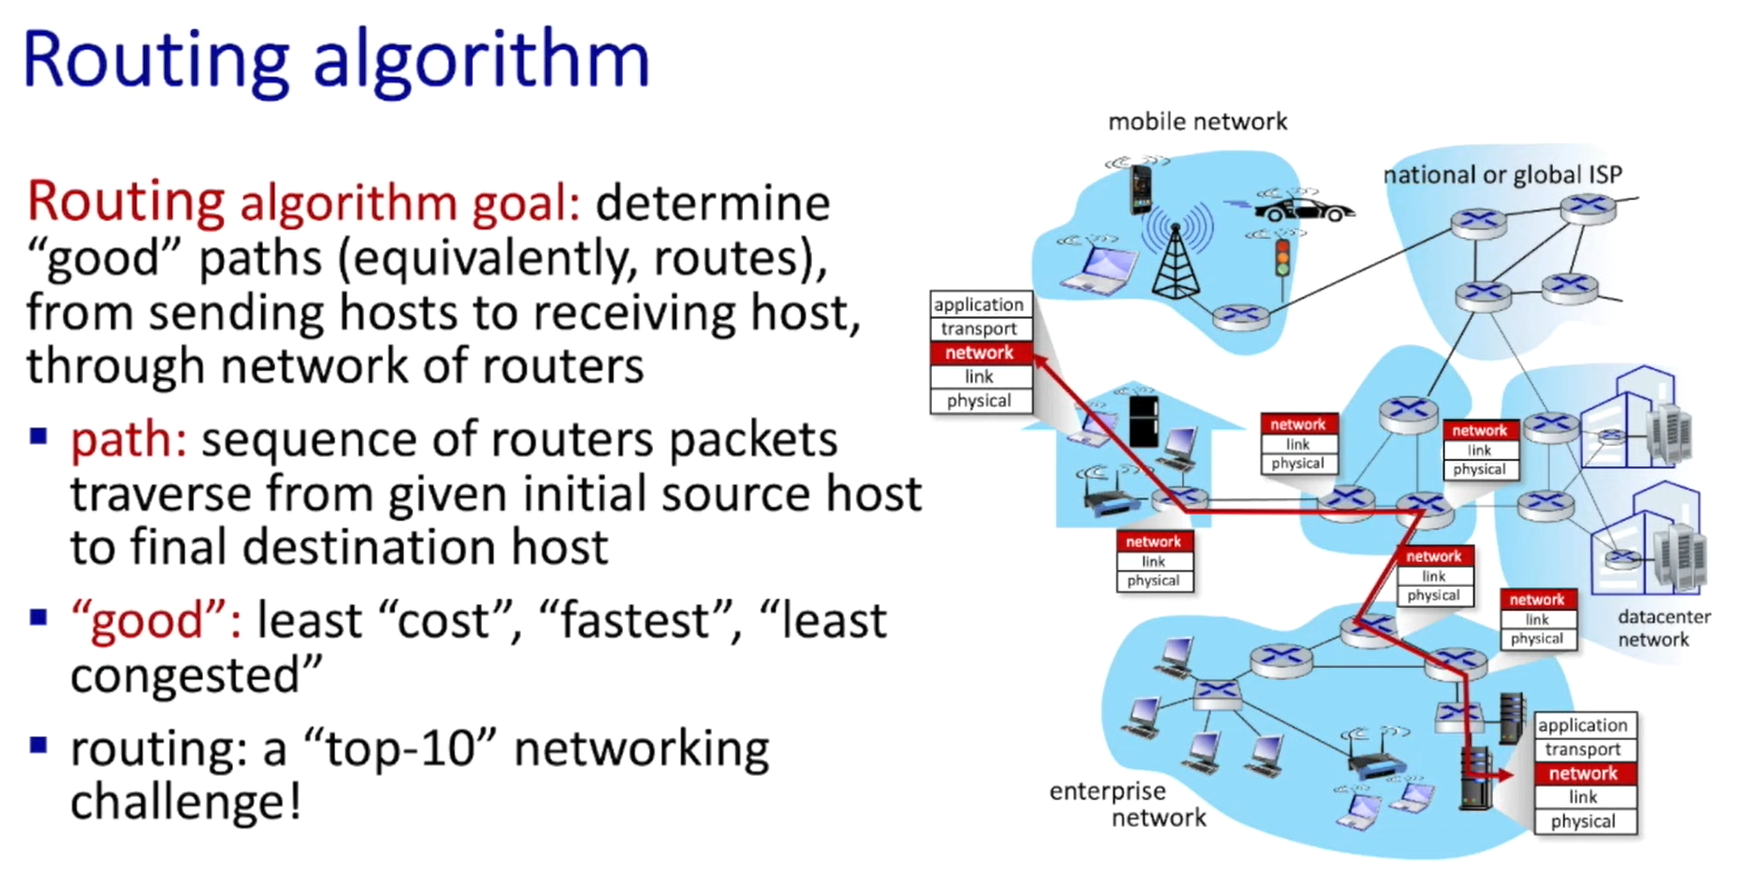 Routing algorithm
Routing algorithm goal: determine
“good” paths (equivalently, routes),
from sending hosts to receiving host,
through network of routers
path: sequence of routers packets
traverse from given initial source host
to final destination host
“good”: least “cost”, “fastest”, “least
congested”
routing: a “top-10” networking
challenge!
mobile network
national or global ISP
application
transport
network
link
physical
network
link
physical
network
link
physical
network
link
physical
network
link
physical
network
link
physical
datacenter
network
enterprise
network
application
transport
network
link
physical